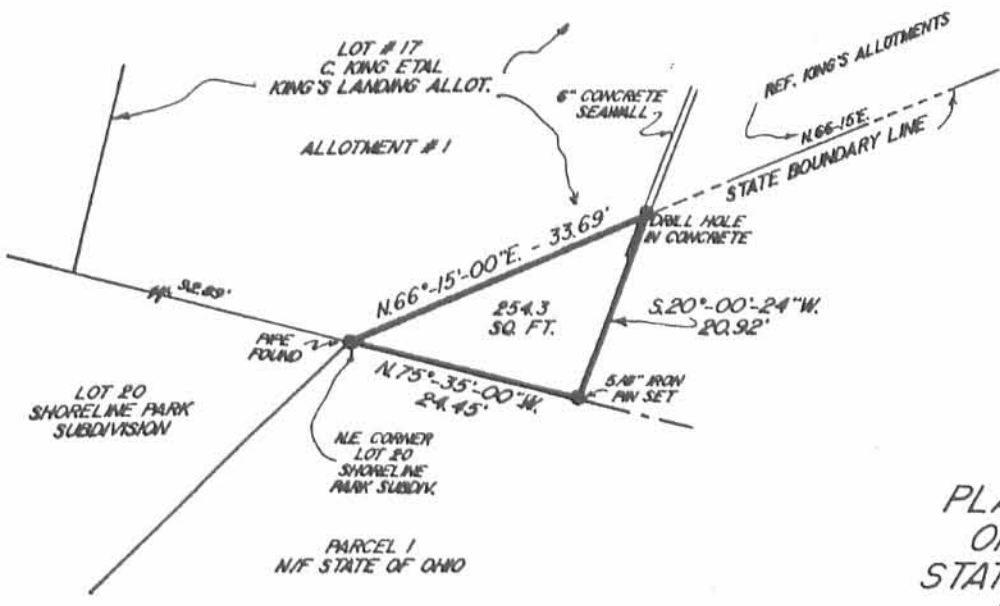 LOT # 17
C. KING ETAL
KING'S LANDING ALLOT.
6" CONCRETE
SEAWALL
REF. KING'S ALLOTMENTS
ALLOTMENT # 1
N.66-15'E.
STATE BOUNDARY LINE
DRILL HOLE
IN CONCRETE
N.66°-15'-00"E. - 33.69'
254.3
SQ. FT.
S.20°-00'-24"W.
20.92'
PIPE
FOUND
N.75°-35'-00"W.
24.45'
5/8" IRON
PIN SET
LOT 20
SHORELINE PARK
SUBDIVISION
N.E. CORNER
LOT 20
SHORELINE
PARK SUBDIV.
PARCEL 1
N/F STATE OF OHIO
PLA
O
STAT